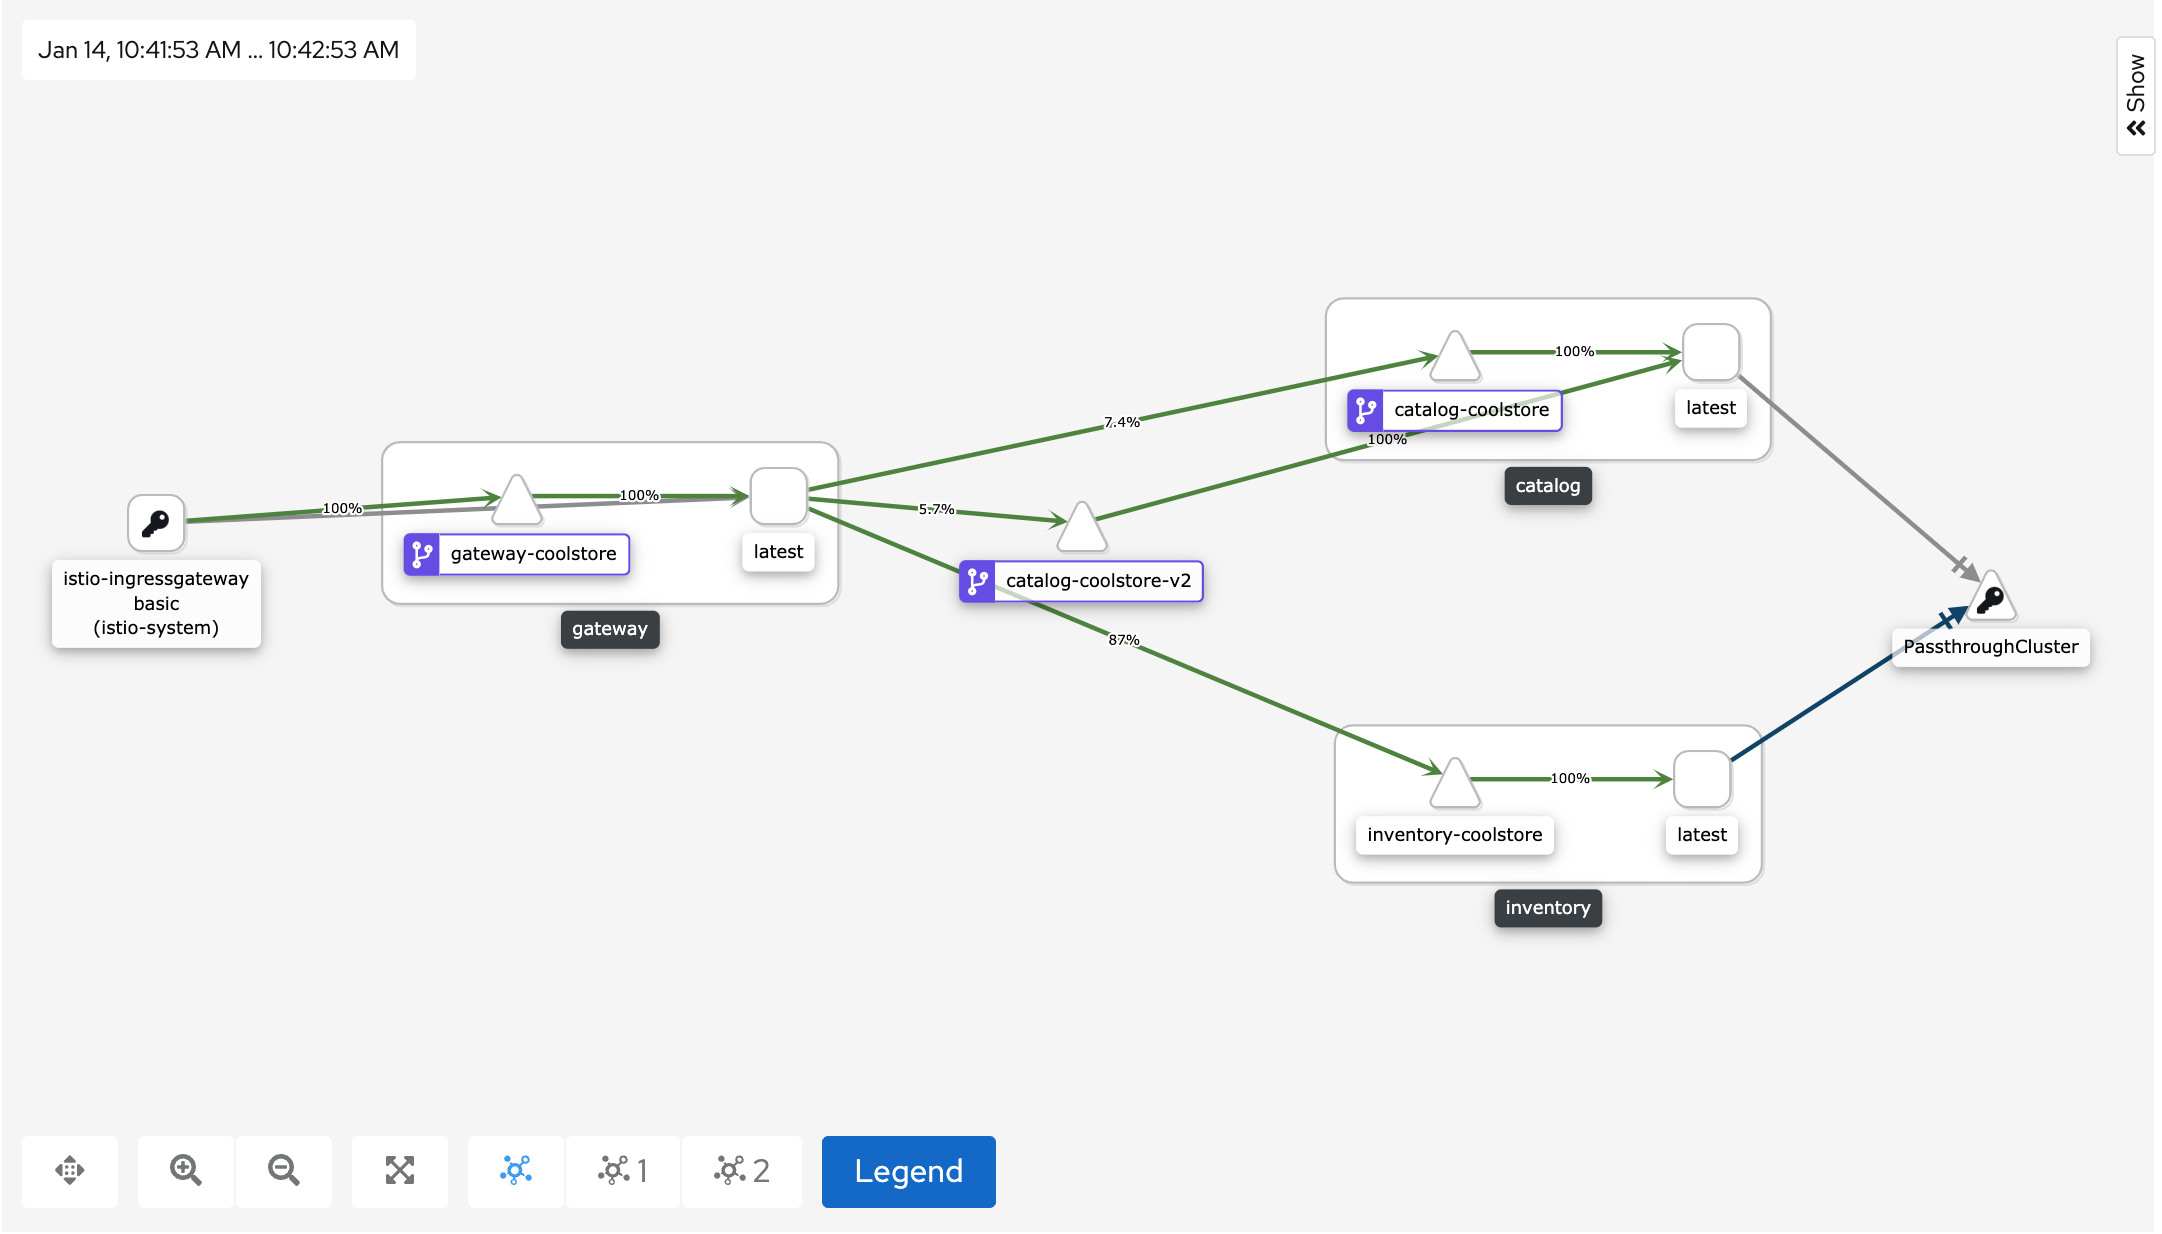 Jan 14, 10:41:53 AM ... 10:42:53 AM
Show
7.4%
100%
catalog-coolstore
latest
100%
catalog
100%
100%
5.7%
gateway-coolstore
latest
istio-ingressgateway
basic
(istio-system)
gateway
catalog-coolstore-v2
87%
PassthroughCluster
100%
inventory-coolstore
latest
inventory
1
2
Legend